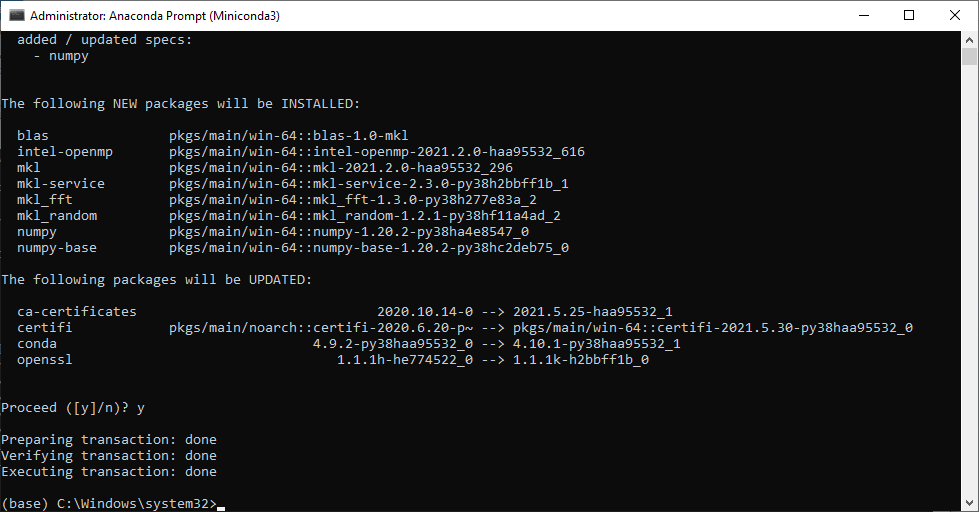 Administrator: Anaconda Prompt (Miniconda3)
added / updated specs:
- numpy
The following NEW packages will be INSTALLED:
blas pkgs/main/win-64::blas-1.0-mkl
intel-openmp pkgs/main/win-64::intel-openmp-2021.2.0-haa95532_616
mkl pkgs/main/win-64::mkl-2021.2.0-haa95532_296
mkl-service pkgs/main/win-64::mkl-service-2.3.0-py38h2bbff1b_1
mkl_fft pkgs/main/win-64::mkl_fft-1.3.0-py38h277e83a_2
mkl_random pkgs/main/win-64::mkl_random-1.2.1-py38hf11a4ad_2
numpy pkgs/main/win-64::numpy-1.20.2-py38ha4e8547_0
numpy-base pkgs/main/win-64::numpy-base-1.20.2-py38hc2deb75_0
The following packages will be UPDATED:
ca-certificates 2020.10.14-0 --> 2021.5.25-haa95532_1
certifi pkgs/main/noarch::certifi-2020.6.20-p~ --> pkgs/main/win-64::certifi-2021.5.30-py38haa95532_0
conda 4.9.2-py38haa95532_0 --> 4.10.1-py38haa95532_1
openssl 1.1.1h-he774522_0 --> 1.1.1k-h2bbff1b_0
Proceed ([y]/n)? y
Preparing transaction: done
Verifying transaction: done
Executing transaction: done
(base) C:\Windows\system32>